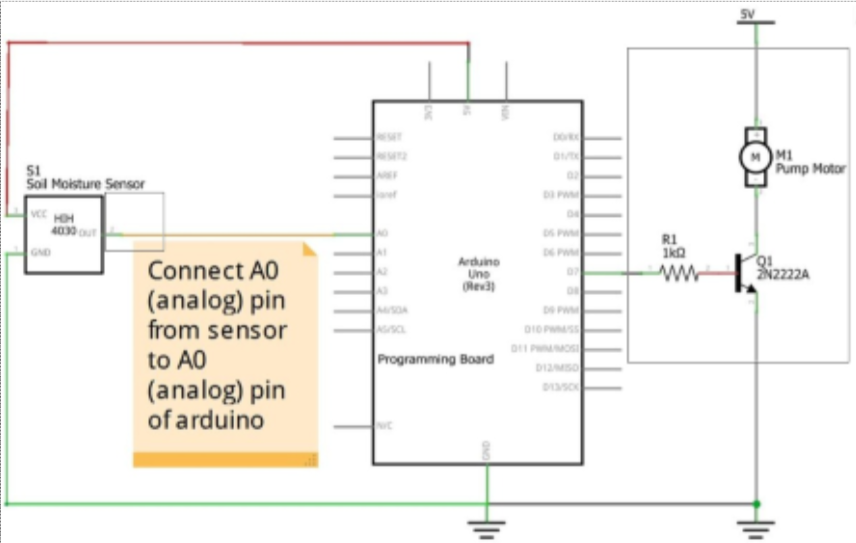 5V
3V3
5V
VIN
RESET
RESET2
AREF
ioref
A0
A1
A2
A3
A4/SDA
A5/SCL
N/C
D0/RX
D1/TX
D2
D3 PWM
D4
D5 PWM
D6 PWM
D7
D8
D9 PWM
D10 PWM/SS
D11 PWM/MOSI
D12/MISO
D13/SCK
GND
Arduino
Uno
(Rev3)
Programming Board
S1
Soil Moisture Sensor
VCC
HIH
4030
OUT
GND
Connect A0
(analog) pin
from sensor
to A0
(analog) pin
of arduino
M
M1
Pump Motor
R1
1kΩ
Q1
2N2222A